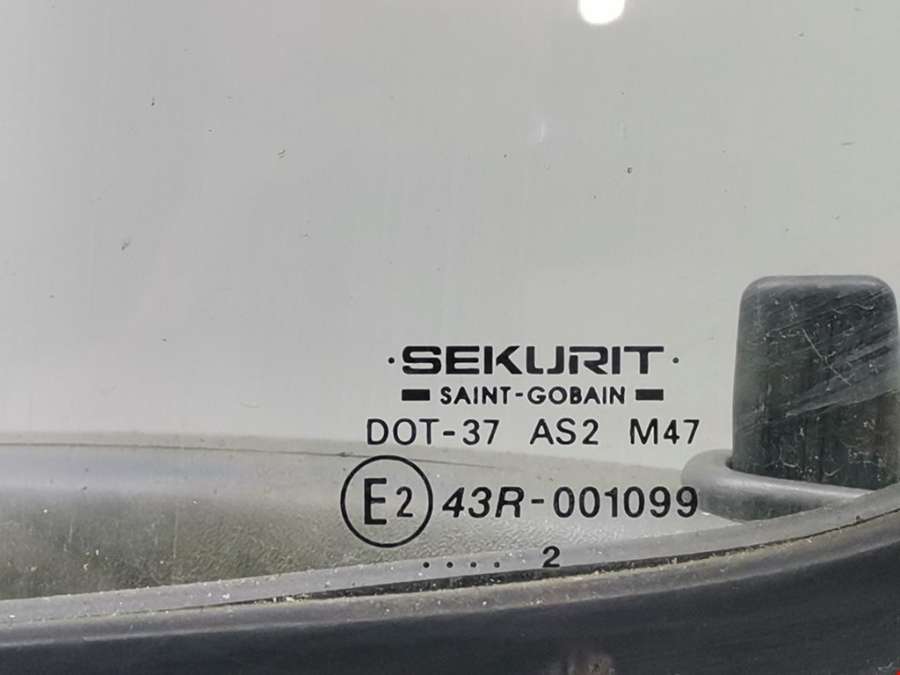 ·SEKURIT·
SAINT-GOBAIN
DOT-37 AS2 M47
E2 43R-001099
.... 2